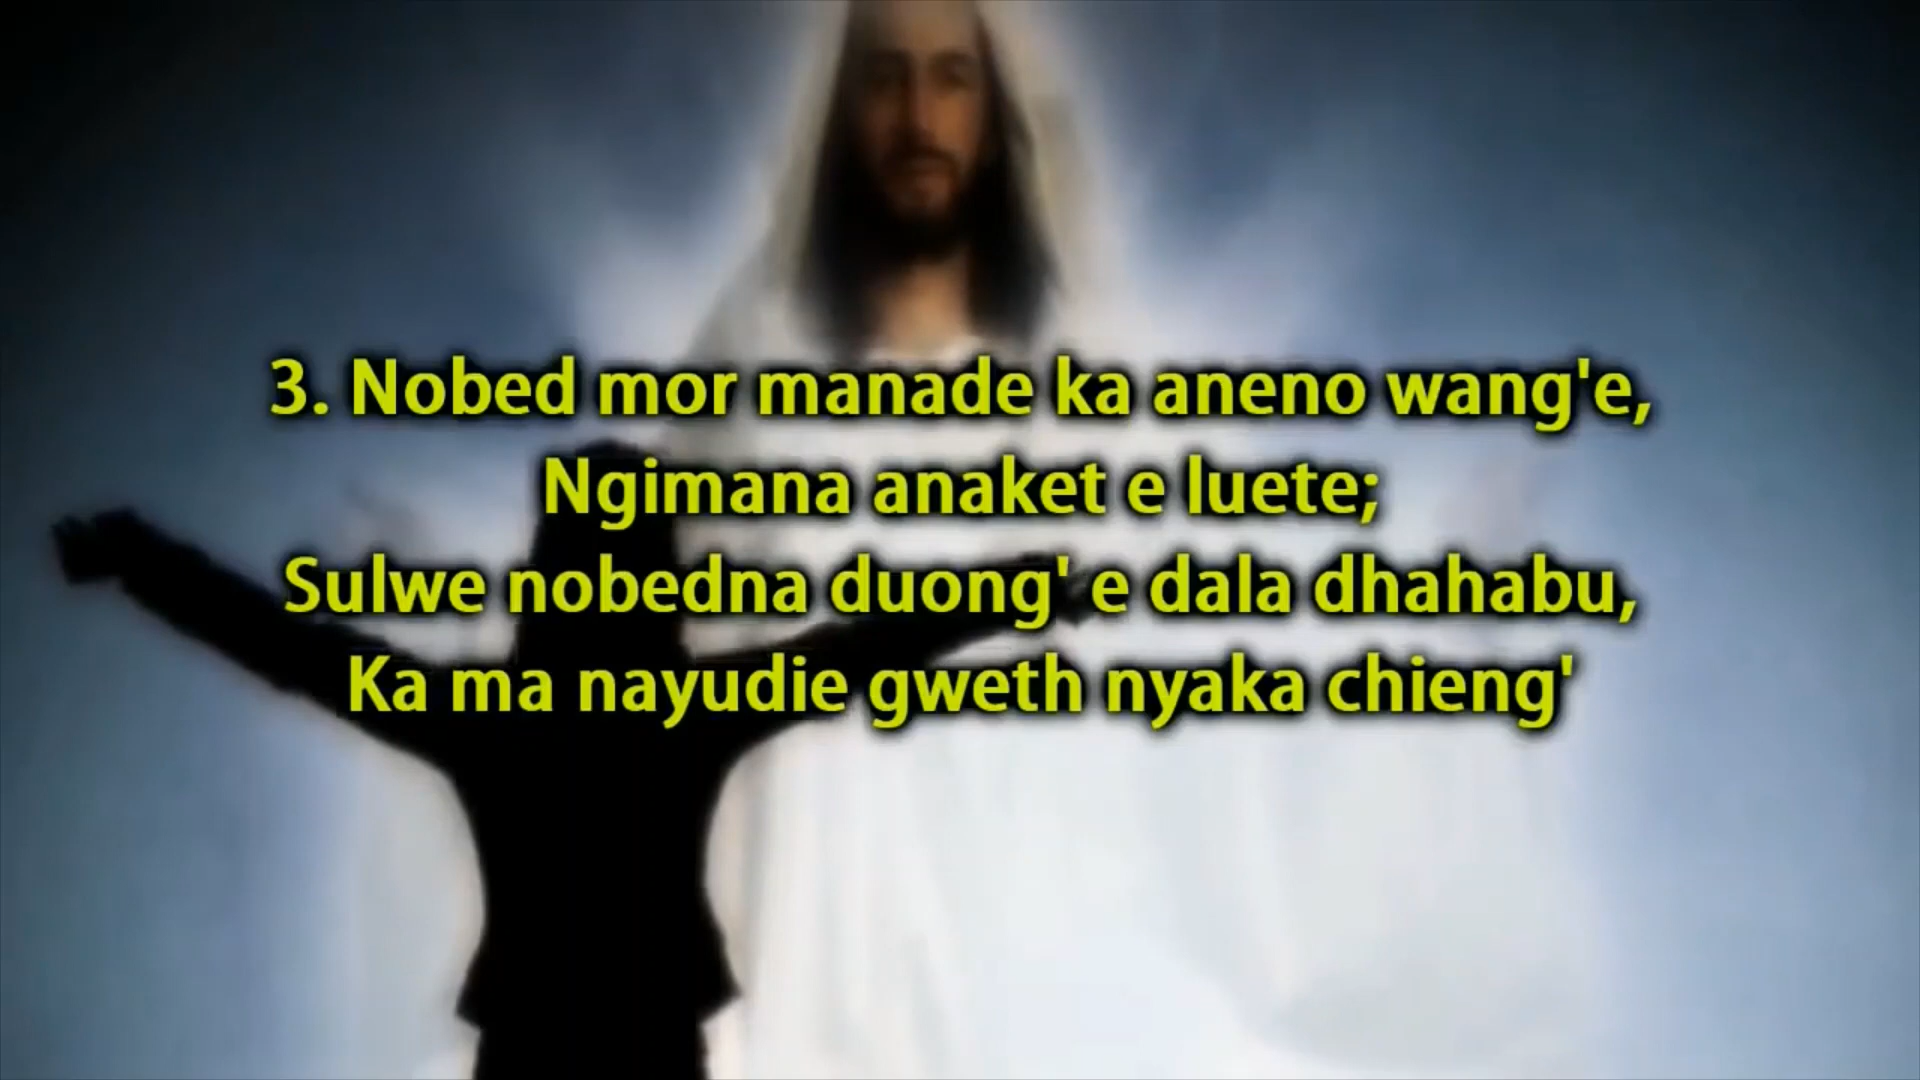 3. Nobed mor manade ka aneno wang'e,
Ngimana anaket e luete;
Sulwe nobedna duong' e dala dhahabu,
Ka ma nayudie gweth nyaka chieng'